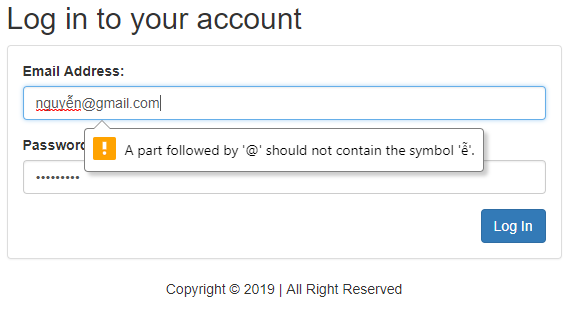 Log in to your account
Email Address:
nguyễn@gmail.com
Password
A part followed by '@' should not contain the symbol 'ễ'.
•••••••••
Log In
Copyright © 2019 | All Right Reserved